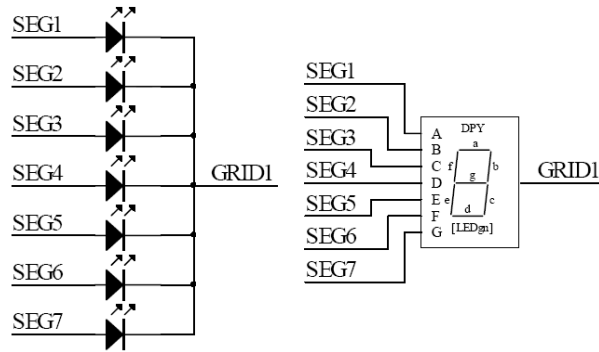 SEG1
SEG2
SEG3
SEG4
SEG5
SEG6
SEG7
GRID1
SEG1
SEG2
SEG3
SEG4
SEG5
SEG6
SEG7
A
B
C
D
E
F
G
DPY
a
f
b
g
e
c
d
[LEDgn]
GRID1